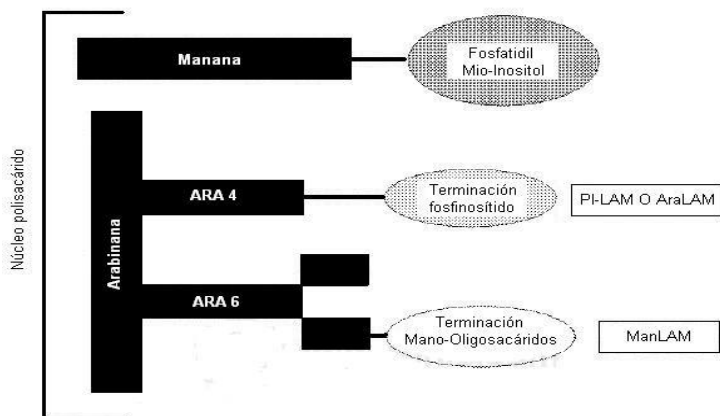 Núcleo polisacárido
Manana
Fosfatidil
Mio-Inositol
Arabinana
ARA 4
Terminación
fosfinosítido
PI-LAM O AraLAM
ARA 6
Terminación
Mano-Oligosacáridos
ManLAM